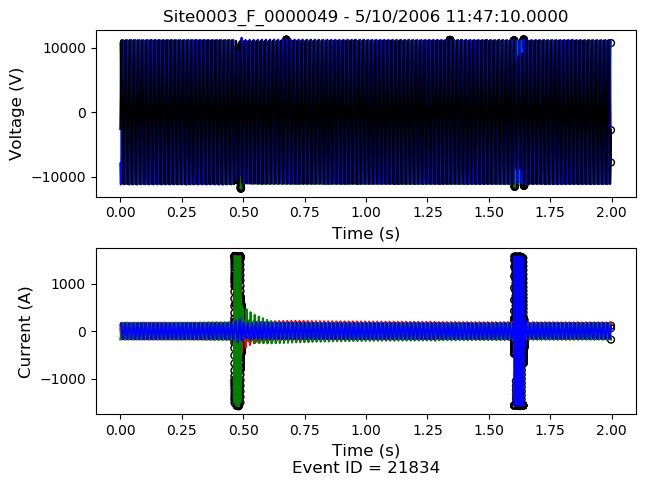 Site0003_F_0000049 - 5/10/2006 11:47:10.0000
Voltage (V)
10000
0
−10000
0.00 0.25 0.50 0.75 1.00 1.25 1.50 1.75 2.00
Time (s)
Current (A)
1000
0
−1000
0.00 0.25 0.50 0.75 1.00 1.25 1.50 1.75 2.00
Time (s)
Event ID = 21834